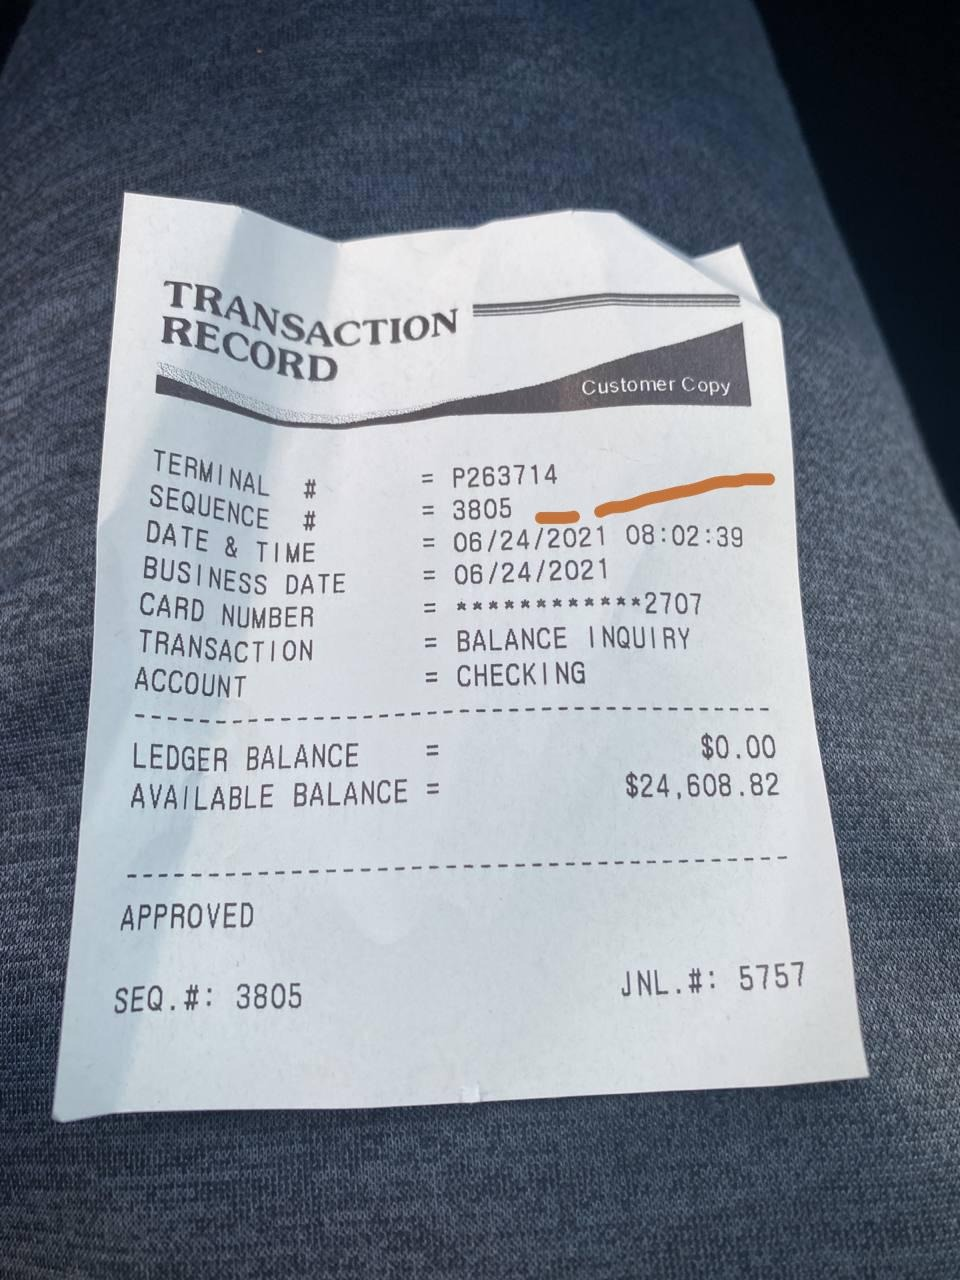 TRANSACTION
RECORD
Customer Copy
TERMINAL # = P263714
SEQUENCE # = 3805
DATE & TIME = 06/24/2021 08:02:39
BUSINESS DATE = 06/24/2021
CARD NUMBER = ************2707
TRANSACTION = BALANCE INQUIRY
ACCOUNT = CHECKING
LEDGER BALANCE = $0.00
AVAILABLE BALANCE = $24,608.82
APPROVED
SEQ.#: 3805 JNL.#: 5757